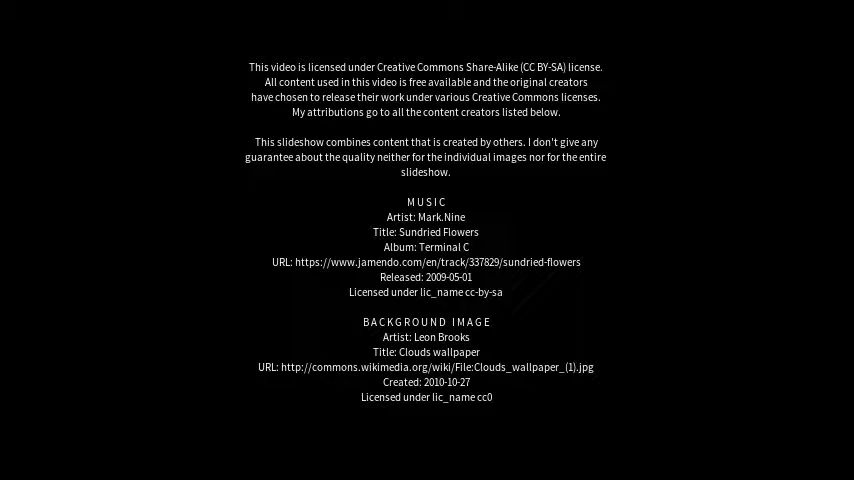 This video is licensed under Creative Commons Share-Alike (CC BY-SA) license.
All content used in this video is free available and the original creators
have chosen to release their work under various Creative Commons licenses.
My attributions go to all the content creators listed below.
This slideshow combines content that is created by others. I don't give any
guarantee about the quality neither for the individual images nor for the entire
slideshow.
MUSIC
Artist: Mark.Nine
Title: Sundried Flowers
Album: Terminal C
URL: https://www.jamendo.com/en/track/337829/sundried-flowers
Released: 2009-05-01
Licensed under lic_name cc-by-sa
BACKGROUND IMAGE
Artist: Leon Brooks
Title: Clouds wallpaper
URL: http://commons.wikimedia.org/wiki/File:Clouds_wallpaper_(1).jpg
Created: 2010-10-27
Licensed under lic_name cc0